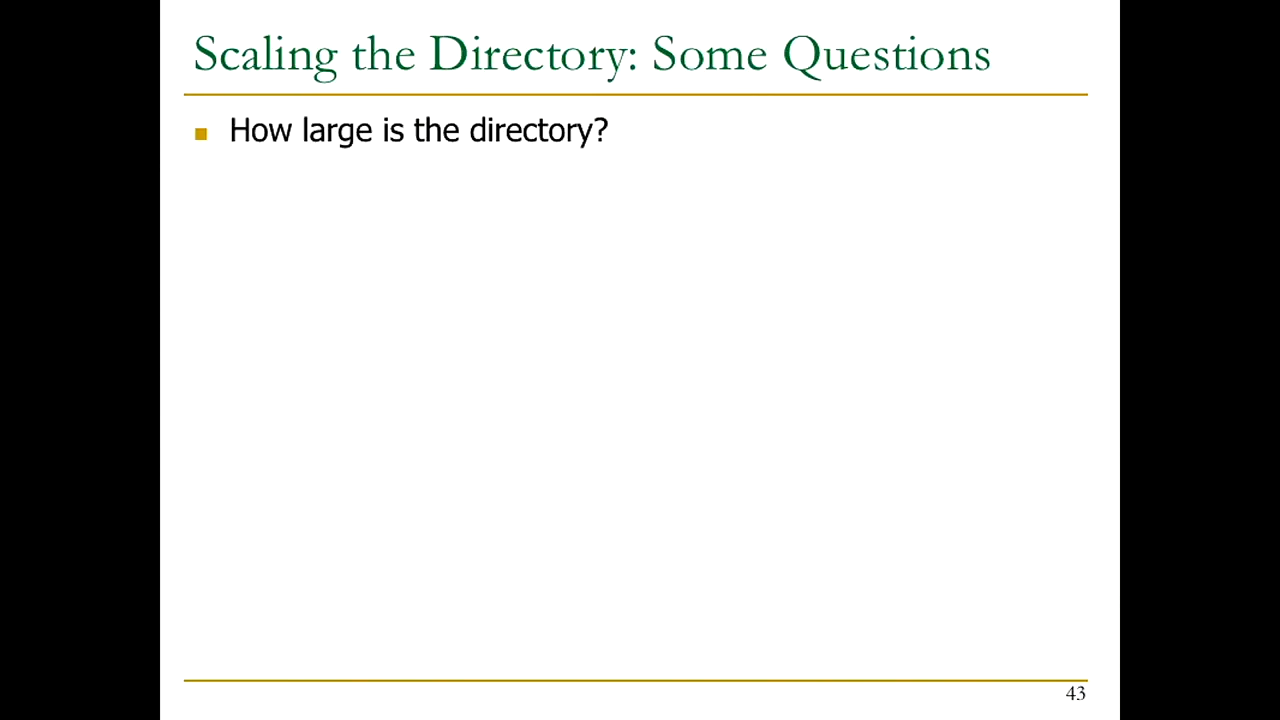 Scaling the Directory: Some Questions
How large is the directory?
43